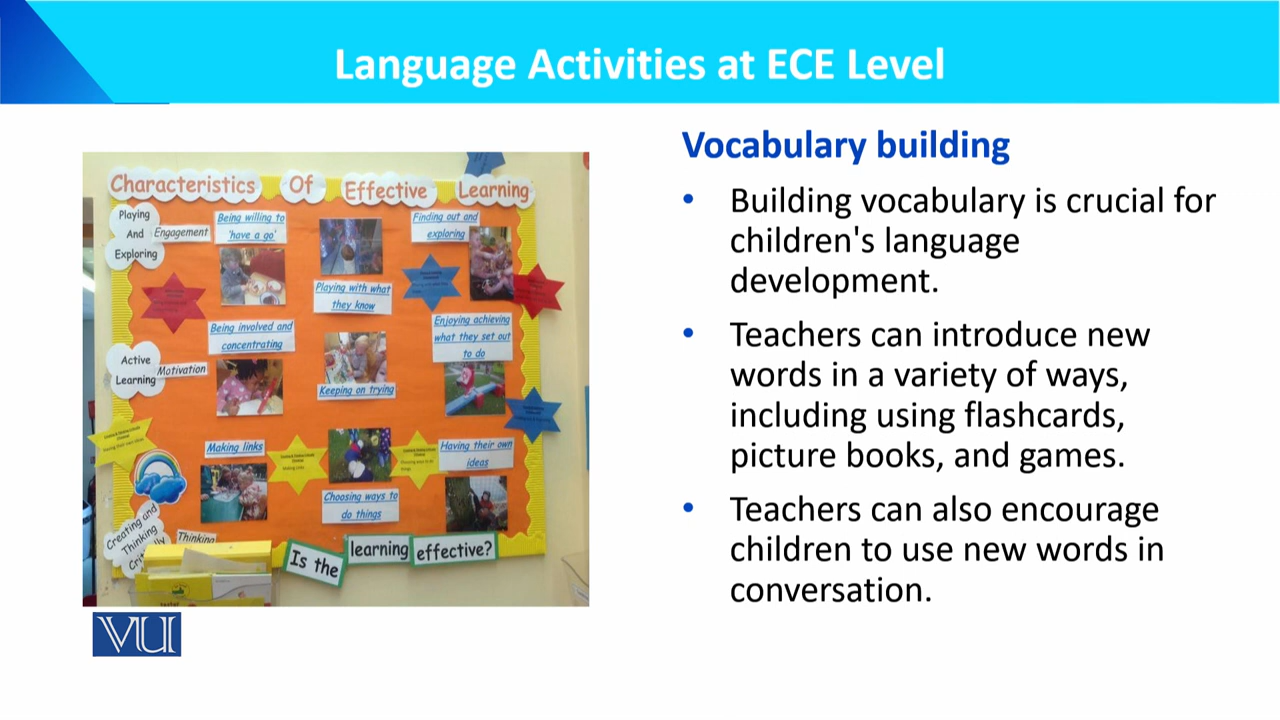 Language Activities at ECE Level
Characteristics Of Effective Learning
Playing
And
Exploring
Engagement
Being willing to
'have a go'
Finding out and
exploring
Playing with what
they know
Being involved and
concentrating
Enjoying achieving
what they set out
to do
Active
Learning
Motivation
Keeping on trying
Making links
Having their own
ideas
Choosing ways to
do things
Creating and
Thinking
Thinking
Is the
learning
effective?
VU
Vocabulary building
• Building vocabulary is crucial for
children's language
development.
• Teachers can introduce new
words in a variety of ways,
including using flashcards,
picture books, and games.
• Teachers can also encourage
children to use new words in
conversation.